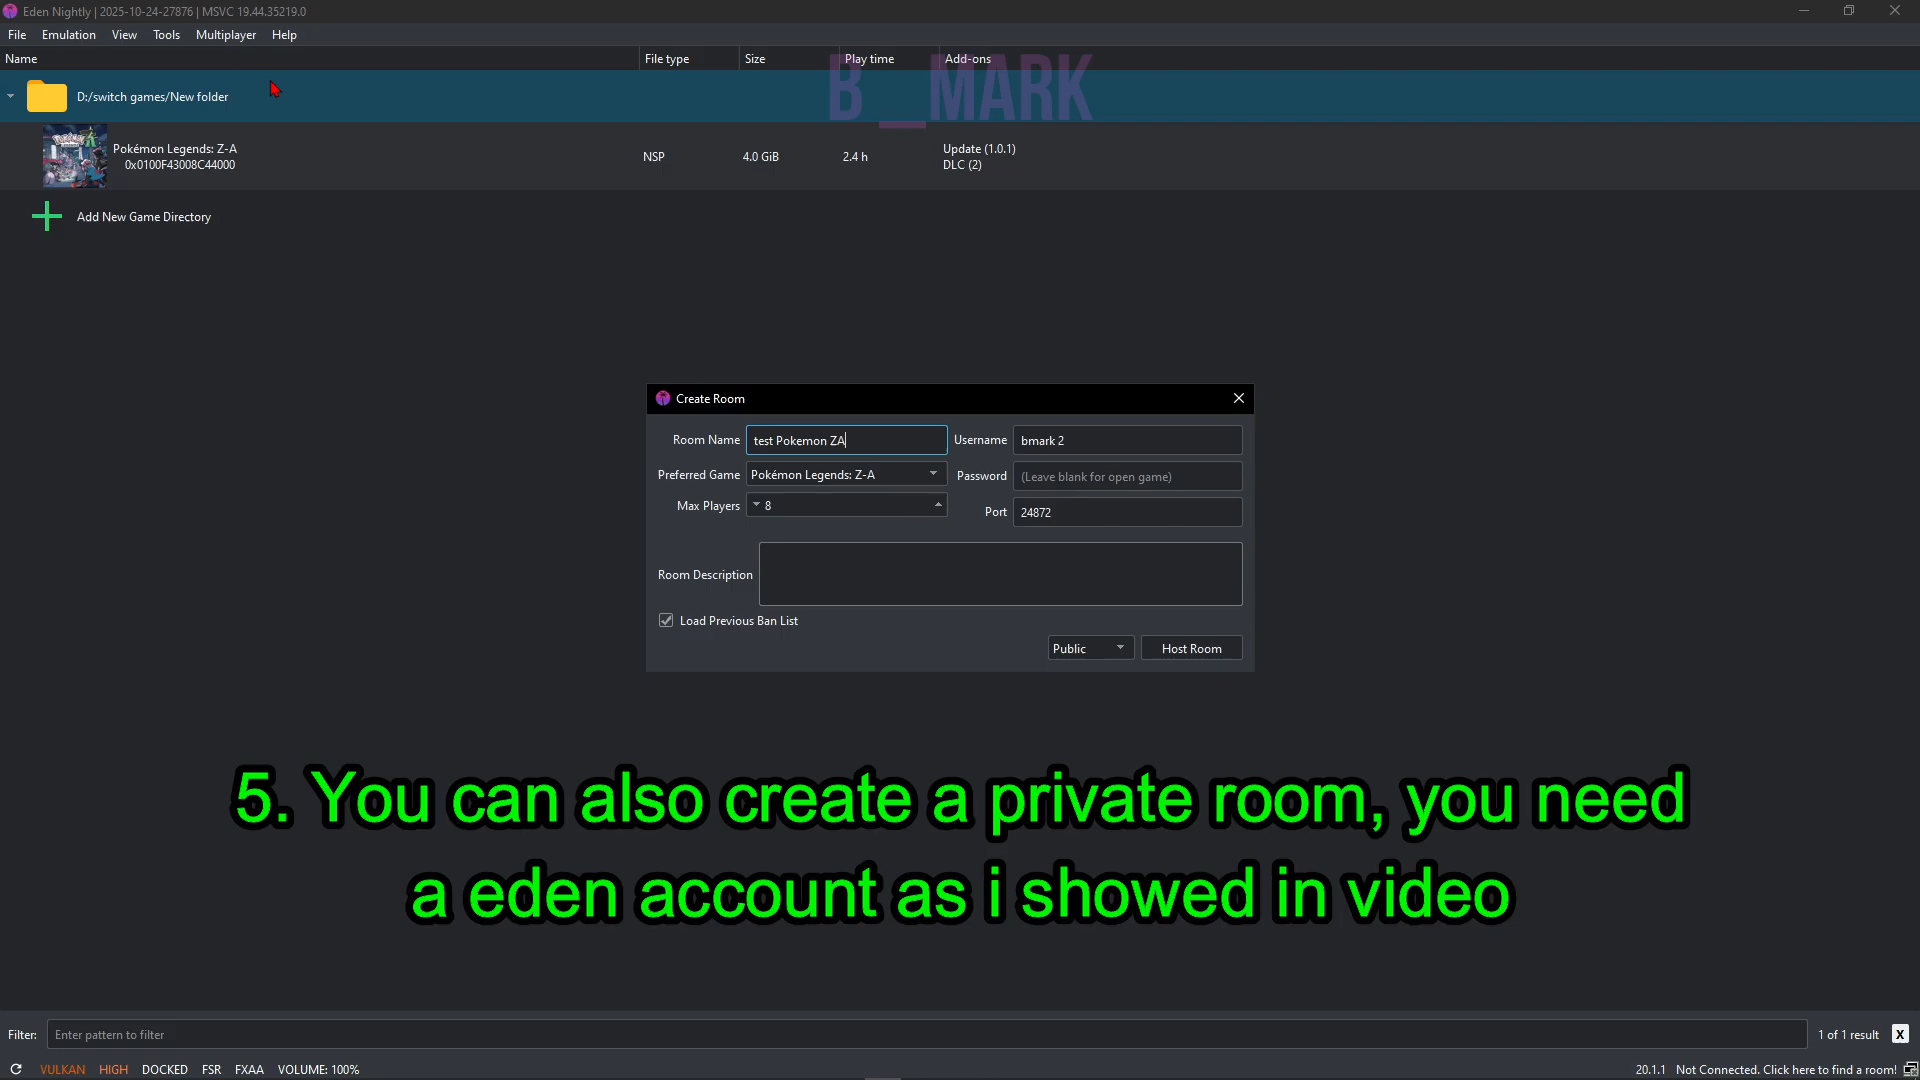 Eden Nightly | 2025-10-24-27876 | MSVC 19.44.35219.0
File Emulation View Tools Multiplayer Help
Name File type Size Play time Add-ons
B_MARK
D:/switch games/New folder
Pokémon Legends: Z-A
0x0100F43008C44000
NSP 4.0 GiB 2.4 h
Update (1.0.1)
DLC (2)
Add New Game Directory
Create Room
Room Name test Pokemon ZA Username bmark 2
Preferred Game Pokémon Legends: Z-A Password (Leave blank for open game)
Max Players 8 Port 24872
Room Description
Load Previous Ban List
Public Host Room
5. You can also create a private room, you need
a eden account as i showed in video
Filter: Enter pattern to filter 1 of 1 result X
VULKAN HIGH DOCKED FSR FXAA VOLUME: 100% 20.1.1 Not Connected. Click here to find a room!